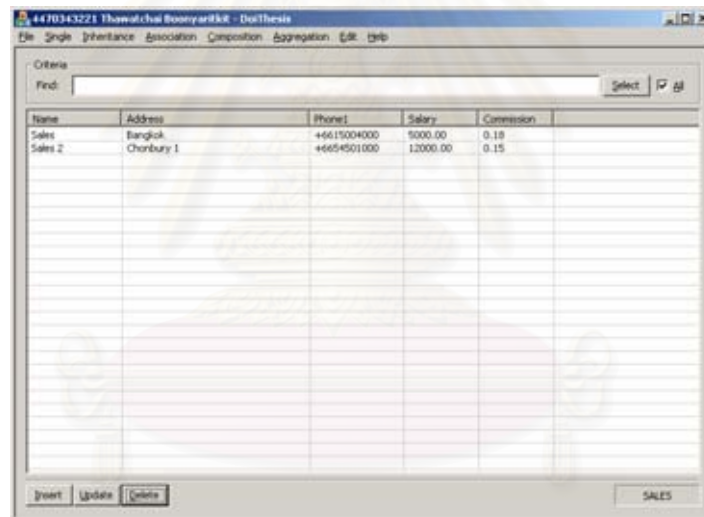 4470343221 Thawatchai Boonyaritkit - DoiThesis
File Single Inheritance Association Composition Aggregation Edit Help
Criteria
Find: Select All
Name Address Phone1 Salary Commission
Sales Bangkok +6615004000 5000.00 0.18
Sales 2 Chonbury 1 +6654501000 12000.00 0.15
Insert Update Delete SALES